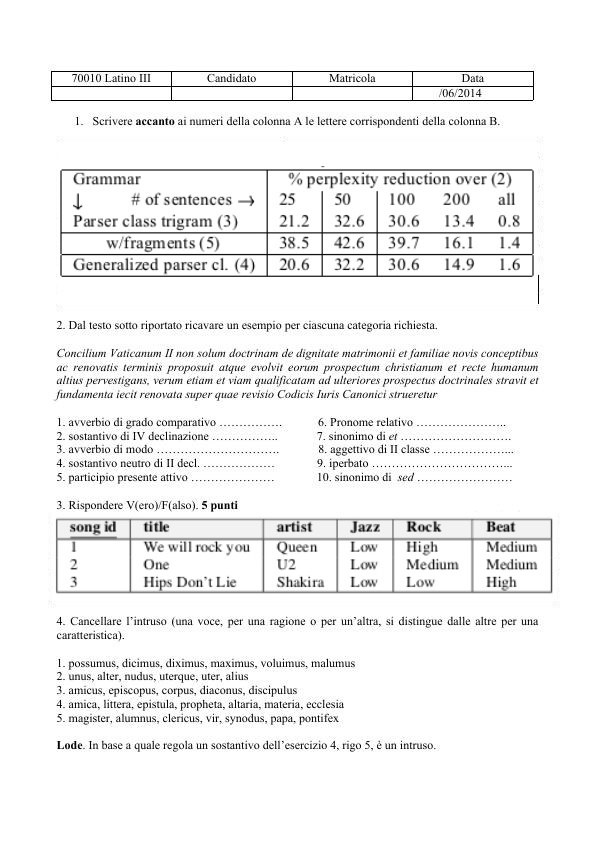 70010 Latino III Candidato Matricola Data
/06/2014
1. Scrivere accanto ai numeri della colonna A le lettere corrispondenti della colonna B.
Grammar % perplexity reduction over (2)
↓ # of sentences → 25 50 100 200 all
Parser class trigram (3) 21.2 32.6 30.6 13.4 0.8
w/fragments (5) 38.5 42.6 39.7 16.1 1.4
Generalized parser cl. (4) 20.6 32.2 30.6 14.9 1.6
2. Dal testo sotto riportato ricavare un esempio per ciascuna categoria richiesta.
Concilium Vaticanum II non solum doctrinam de dignitate matrimonii et familiae novis conceptibus
ac renovatis terminis proposuit atque evolvit eorum prospectum christianum et recte humanum
altius pervestigans, verum etiam et viam qualificatam ad ulteriores prospectus doctrinales stravit et
fundamenta iecit renovata super quae revisio Codicis Iuris Canonici strueretur
1. avverbio di grado comparativo ……………. 6. Pronome relativo …………………..
2. sostantivo di IV declinazione …………….. 7. sinonimo di et ……………………….
3. avverbio di modo …………………………. 8. aggettivo di II classe ………………...
4. sostantivo neutro di II decl. ……………… 9. iperbato ……………………………...
5. participio presente attivo ………………… 10. sinonimo di sed ……………………
3. Rispondere V(ero)/F(also). 5 punti
song id title artist Jazz Rock Beat
1 We will rock you Queen Low High Medium
2 One U2 Low Medium Medium
3 Hips Don't Lie Shakira Low Low High
4. Cancellare l'intruso (una voce, per una ragione o per un'altra, si distingue dalle altre per una
caratteristica).
1. possumus, dicimus, diximus, maximus, voluimus, malumus
2. unus, alter, nudus, uterque, uter, alius
3. amicus, episcopus, corpus, diaconus, discipulus
4. amica, littera, epistula, propheta, altaria, materia, ecclesia
5. magister, alumnus, clericus, vir, synodus, papa, pontifex
Lode. In base a quale regola un sostantivo dell'esercizio 4, rigo 5, è un intruso.